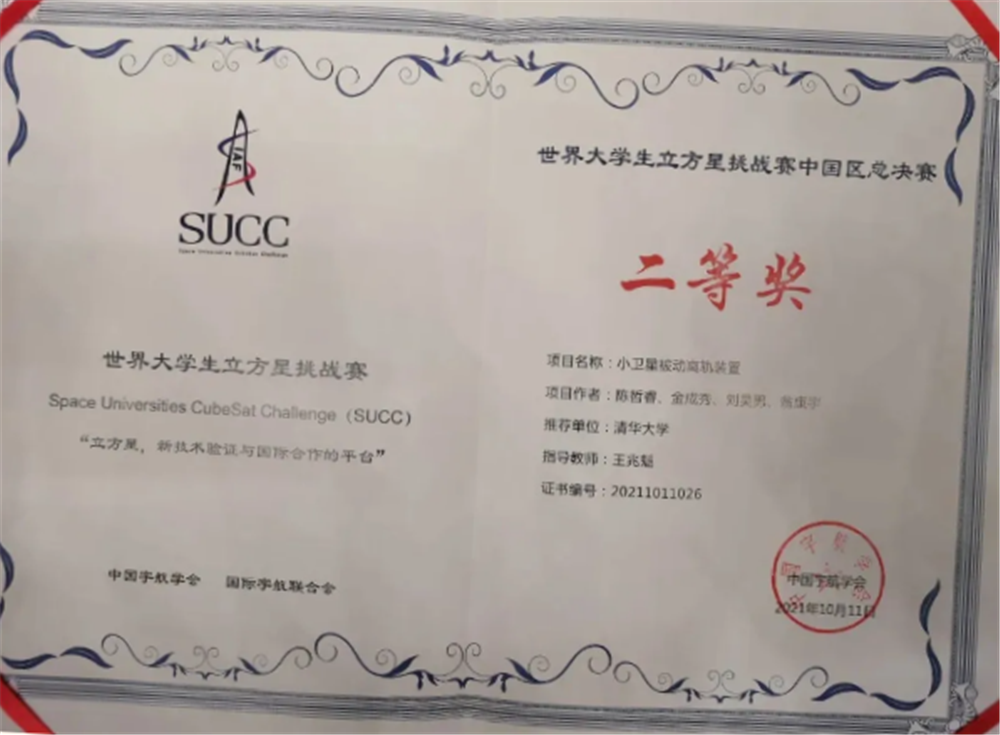 IAF
SUCC
世界大学生立方星挑战赛
Space Universities CubeSat Challenge (SUCC)
“立方星，新技术验证与国际合作的平台”
中国宇航学会 国际宇航联合会
世界大学生立方星挑战赛中国区总决赛
二等奖
项目名称：小卫星被动离轨装置
项目作者：陈哲睿、金成秀、刘昊男、
推荐单位：清华大学
指导教师：王兆魁
证书编号：20211011026
中国宇航学会
2021年10月11日